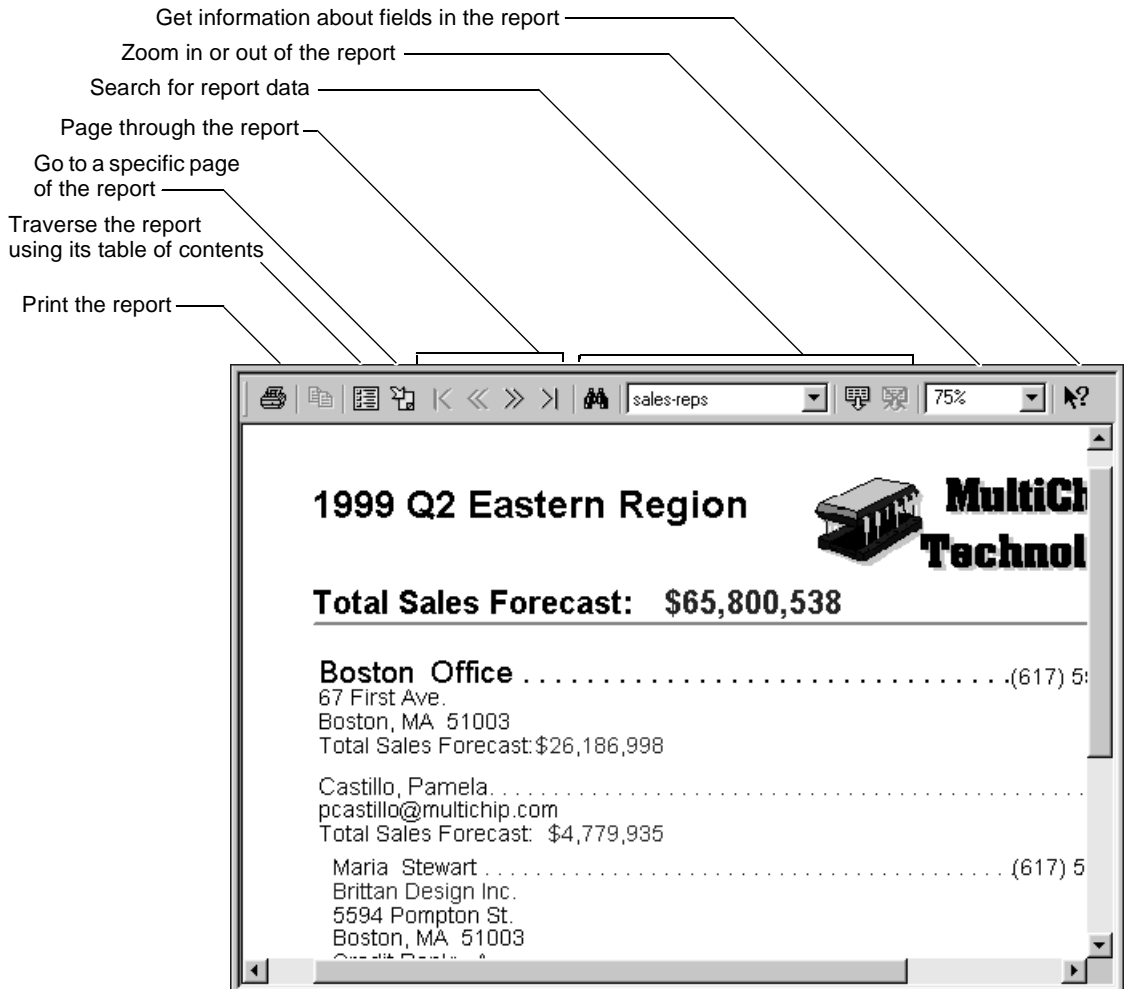 Get information about fields in the report
Zoom in or out of the report
Search for report data
Page through the report
Go to a specific page
of the report
Traverse the report
using its table of contents
Print the report
sales-reps
75%
1999 Q2 Eastern Region
MultiCh
Technol
Total Sales Forecast: $65,800,538
Boston Office . . . . . . . . . . . . . . . . . . . . . . . . . . . . . . . . (617) 5
67 First Ave.
Boston, MA 51003
Total Sales Forecast: $26,186,998
Castillo, Pamela. . . . . . . . . . . . . . . . . . . . . . . . . . . . . . . . . . . . . . . . . . .
pcastillo@multichip.com
Total Sales Forecast: $4,779,935
Maria Stewart . . . . . . . . . . . . . . . . . . . . . . . . . . . . . . . . . . . . . . (617) 5
Brittan Design Inc.
5594 Pompton St.
Boston, MA 51003